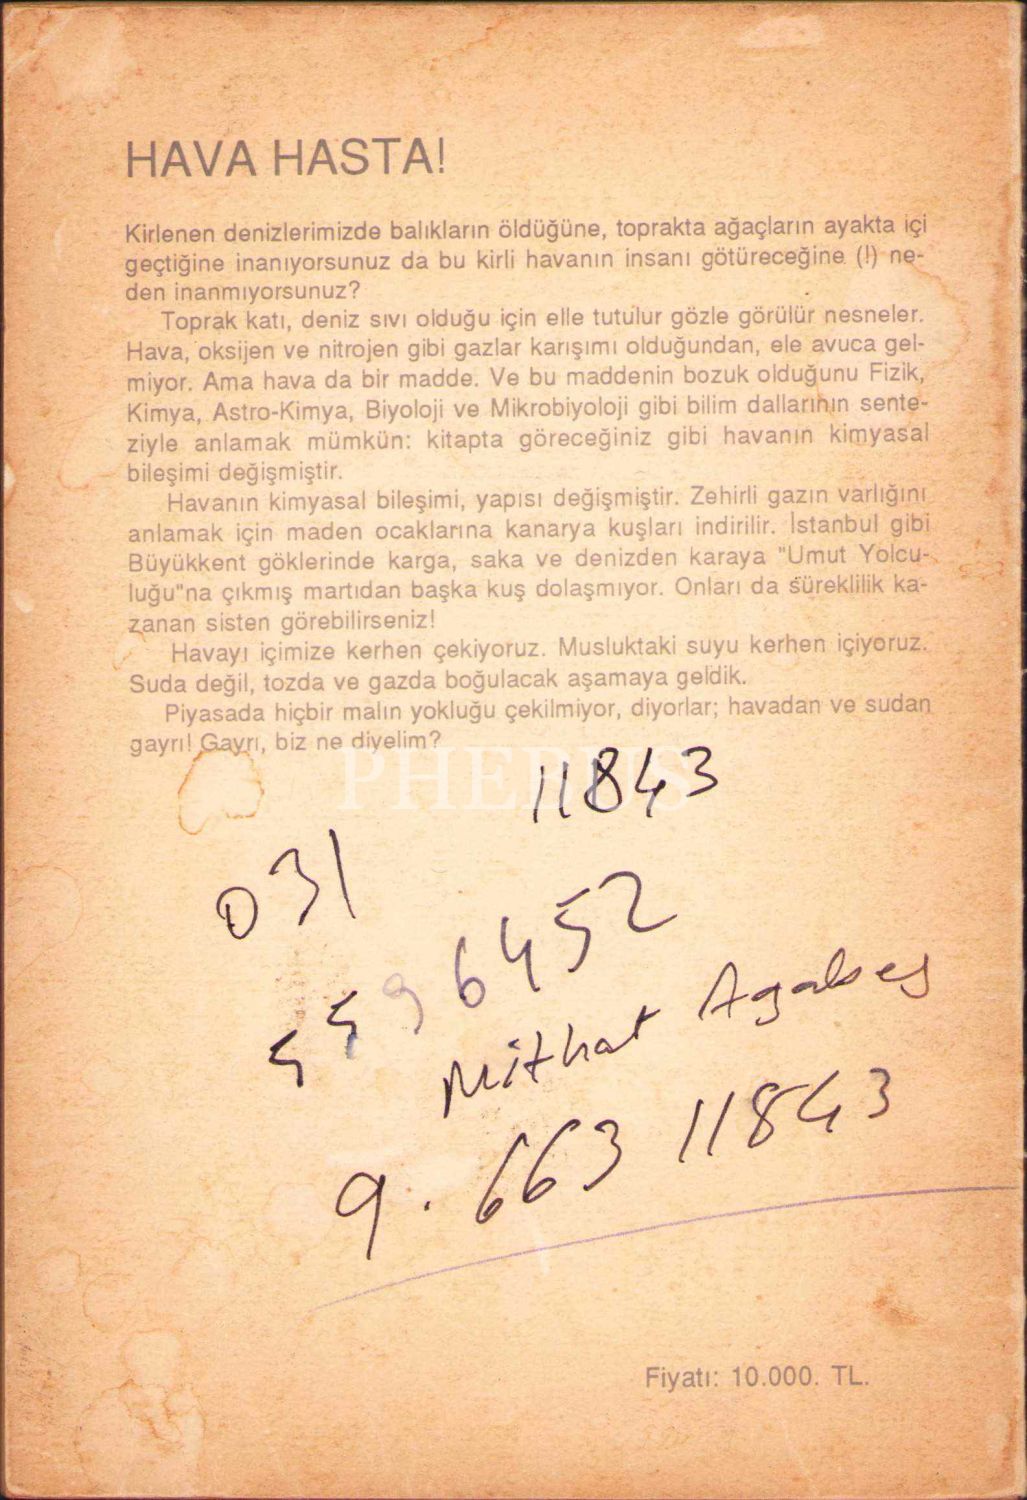 HAVA HASTA!
Kirlenen denizlerimizde balıkların öldüğüne, toprakta ağaçların ayakta içi
geçtiğine inanıyorsunuz da bu kirli havanın insanı götüreceğine (!) ne-
den inanmıyorsunuz?
Toprak katı, deniz sıvı olduğu için elle tutulur gözle görülür nesneler.
Hava, oksijen ve nitrojen gibi gazlar karışımı olduğundan, ele avuca gel-
miyor. Ama hava da bir madde. Ve bu maddenin bozuk olduğunu Fizik,
Kimya, Astro-Kimya, Biyoloji ve Mikrobiyoloji gibi bilim dallarının sente-
ziyle anlamak mümkün: kitapta göreceğiniz gibi havanın kimyasal
bileşimi değişmiştir.
Havanın kimyasal bileşimi, yapısı değişmiştir. Zehirli gazın varlığını
anlamak için maden ocaklarına kanarya kuşları indirilir. İstanbul gibi
Büyükkent göklerinde karga, saka ve denizden karaya "Umut Yolcu-
luğu"na çıkmış martıdan başka kuş dolaşmıyor. Onları da süreklilik ka-
zanan sisten görebilirseniz!
Havayı içimize kerhen çekiyoruz. Musluktaki suyu kerhen içiyoruz.
Suda değil, tozda ve gazda boğulacak aşamaya geldik.
Piyasada hiçbir malın yokluğu çekilmiyor, diyorlar; havadan ve sudan
gayrı! Gayrı, biz ne diyelim?
PHEBUS
11843
031
5596452
Mithat Agabey
9. 663 11843
Fiyatı: 10.000. TL.